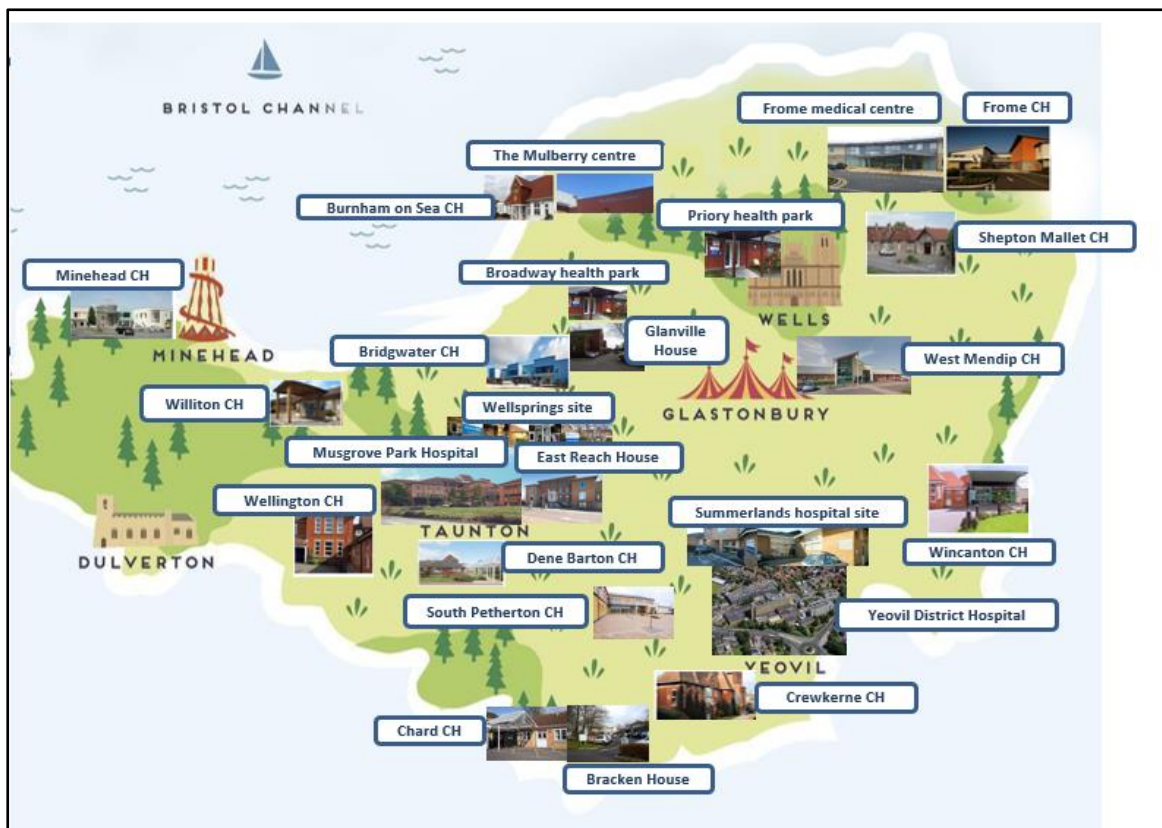 BRISTOL CHANNEL
Frome medical centre
Frome CH
The Mulberry centre
Burnham on Sea CH
Priory health park
Shepton Mallet CH
Minehead CH
Broadway health park
WELLS
MINEHEAD
Bridgwater CH
Glanville
House
West Mendip CH
Williton CH
Wellsprings site
GLASTONBURY
Musgrove Park Hospital
East Reach House
Wellington CH
Summerlands hospital site
TAUNTON
DULVERTON
Dene Barton CH
Wincanton CH
South Petherton CH
Yeovil District Hospital
YEOVIL
Crewkerne CH
Chard CH
Bracken House